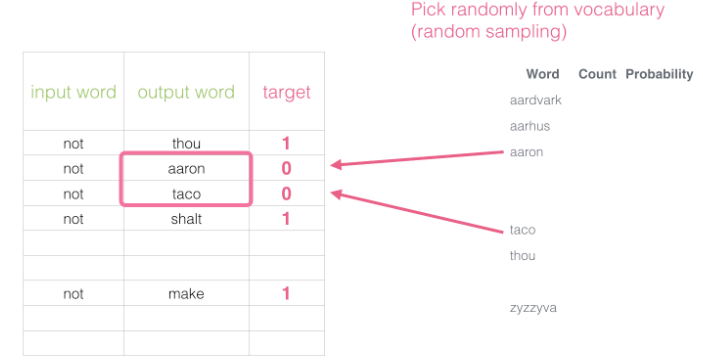 Pick randomly from vocabulary
(random sampling)
Word Count Probability
input word output word target
aardvark
aarhus
not thou 1
aaron
not aaron 0
not taco 0
not shalt 1
taco
thou
not make 1
zyzzyva